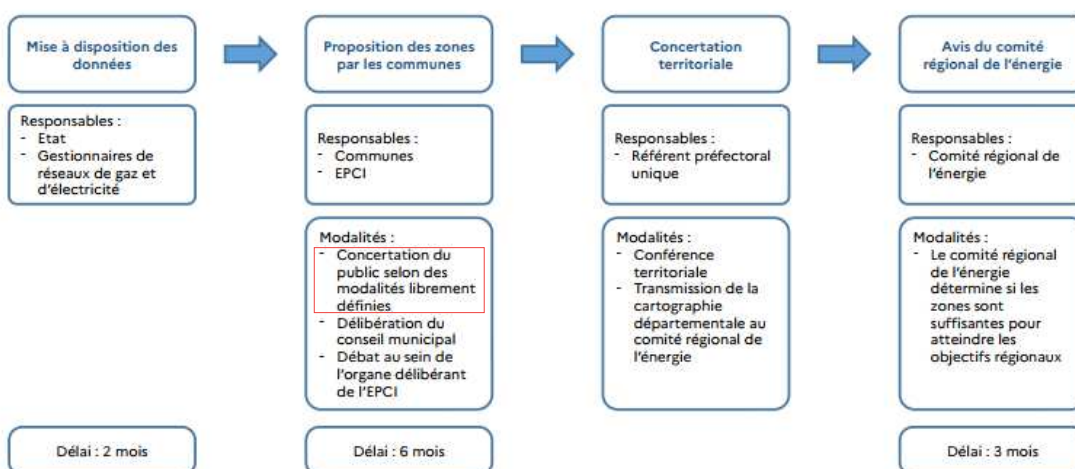 Mise à disposition des
données
Proposition des zones
par les communes
Concertation
territoriale
Avis du comité
régional de l'énergie
Responsables :
- Etat
- Gestionnaires de
réseaux de gaz et
d'électricité
Responsables :
- Communes
- EPCI
Responsables :
- Référent préfectoral
unique
Responsables :
- Comité régional de
l'énergie
Modalités :
- Concertation du
public selon des
modalités librement
définies
- Délibération du
conseil municipal
- Débat au sein de
l'organe délibérant
de l'EPCI
Modalités :
- Conférence
territoriale
- Transmission de la
cartographie
départementale au
comité régional de
l'énergie
Modalités :
- Le comité régional
de l'énergie
détermine si les
zones sont
suffisantes pour
atteindre les
objectifs régionaux
Délai : 2 mois
Délai : 6 mois
Délai : 3 mois